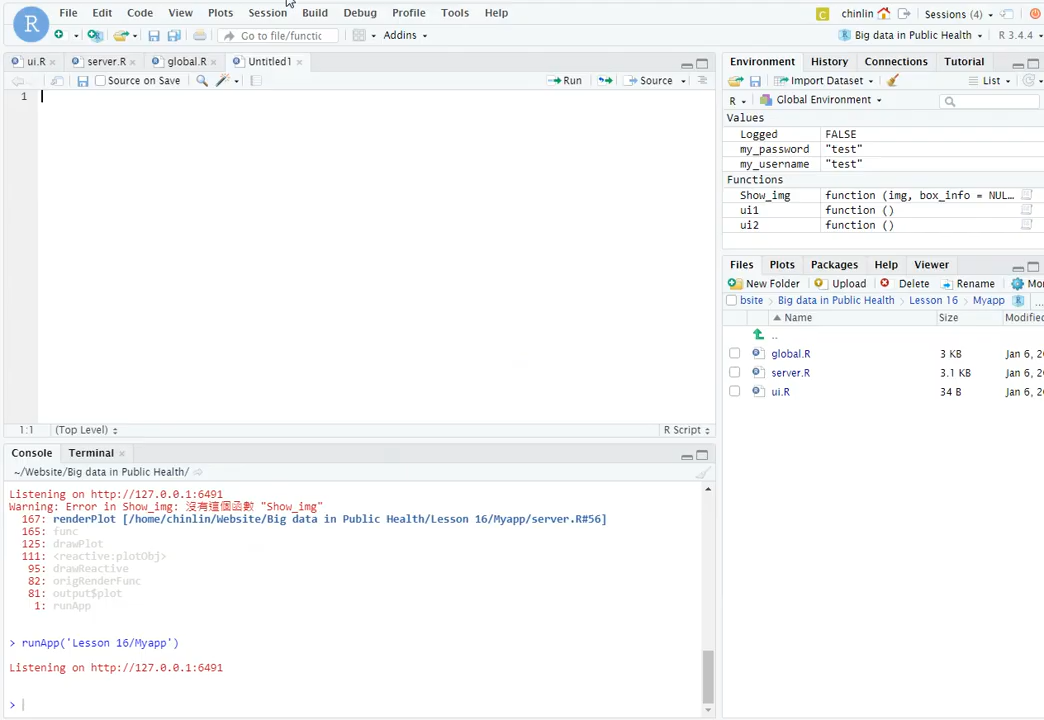 File Edit Code View Plots Session Build Debug Profile Tools Help
chinlin Sessions (4)
Go to file/functic Addins
Big data in Public Health R 3.4.4
ui.R server.R global.R Untitled1
Source on Save Run Source
1
1:1 (Top Level) R Script
Console Terminal
~/Website/Big data in Public Health/
Listening on http://127.0.0.1:6491
Warning: Error in Show_img: 沒有這個函數 "Show_img"
167: renderPlot [/home/chinlin/Website/Big data in Public Health/Lesson 16/Myapp/server.R#56]
165: func
125: drawPlot
111: <reactive:plotObj>
95: drawReactive
82: origRenderFunc
81: output$plot
1: runApp
> runApp('Lesson 16/Myapp')
Listening on http://127.0.0.1:6491
>
Environment History Connections Tutorial
Import Dataset List
R Global Environment
Values
Logged FALSE
my_password "test"
my_username "test"
Functions
Show_img function (img, box_info = NUL…
ui1 function ()
ui2 function ()
Files Plots Packages Help Viewer
New Folder Upload Delete Rename Mor
bsite Big data in Public Health Lesson 16 Myapp ...
Name Size Modified
..
global.R 3 KB Jan 6, 2
server.R 3.1 KB Jan 6, 2
ui.R 34 B Jan 6, 2